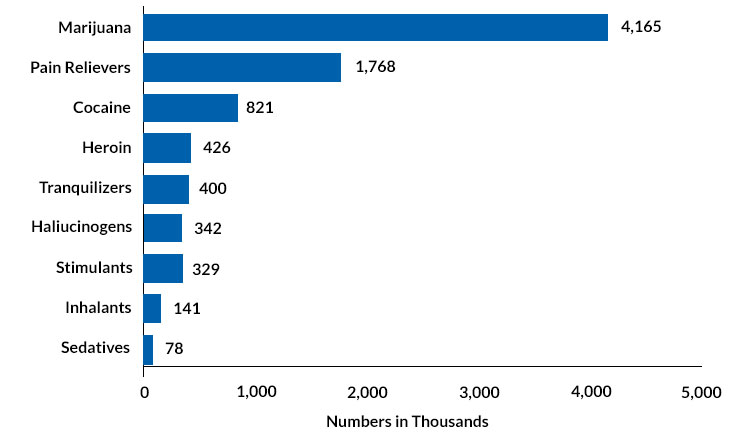 Marijuana 4,165
Pain Relievers 1,768
Cocaine 821
Heroin 426
Tranquilizers 400
Haliucinogens 342
Stimulants 329
Inhalants 141
Sedatives 78
0 1,000 2,000 3,000 4,000 5,000
Numbers in Thousands